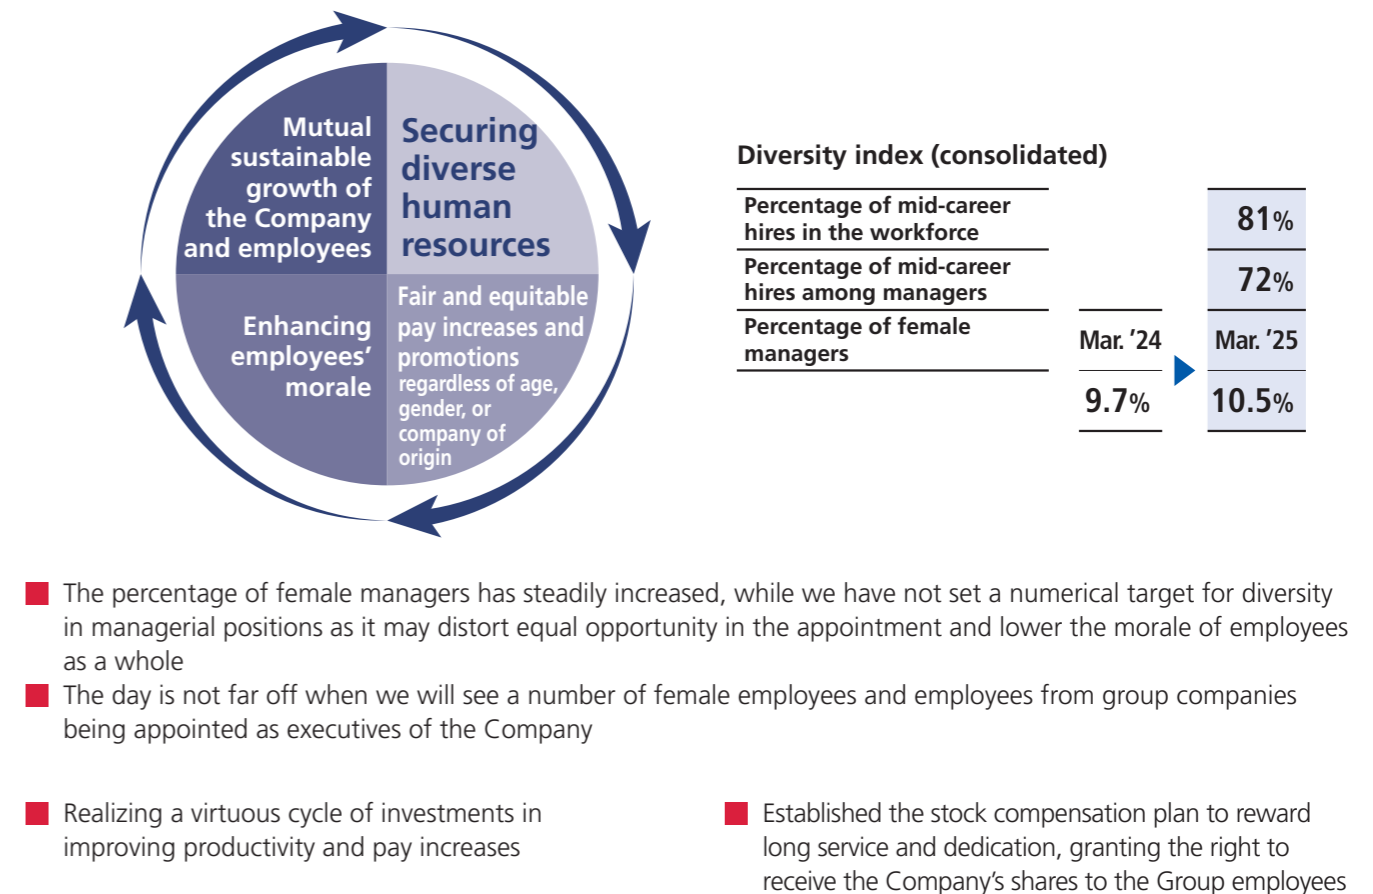 Mutual
sustainable
growth of
the Company
and employees
Securing
diverse
human
resources
Enhancing
employees’
morale
Fair and equitable
pay increases and
promotions
regardless of age,
gender, or
company of
origin
Diversity index (consolidated)
Percentage of mid-career
hires in the workforce
81%
Percentage of mid-career
hires among managers
72%
Percentage of female
managers
Mar. ’24
Mar. ’25
9.7%
10.5%
The percentage of female managers has steadily increased, while we have not set a numerical target for diversity
in managerial positions as it may distort equal opportunity in the appointment and lower the morale of employees
as a whole
The day is not far off when we will see a number of female employees and employees from group companies
being appointed as executives of the Company
Realizing a virtuous cycle of investments in
improving productivity and pay increases
Established the stock compensation plan to reward
long service and dedication, granting the right to
receive the Company’s shares to the Group employees